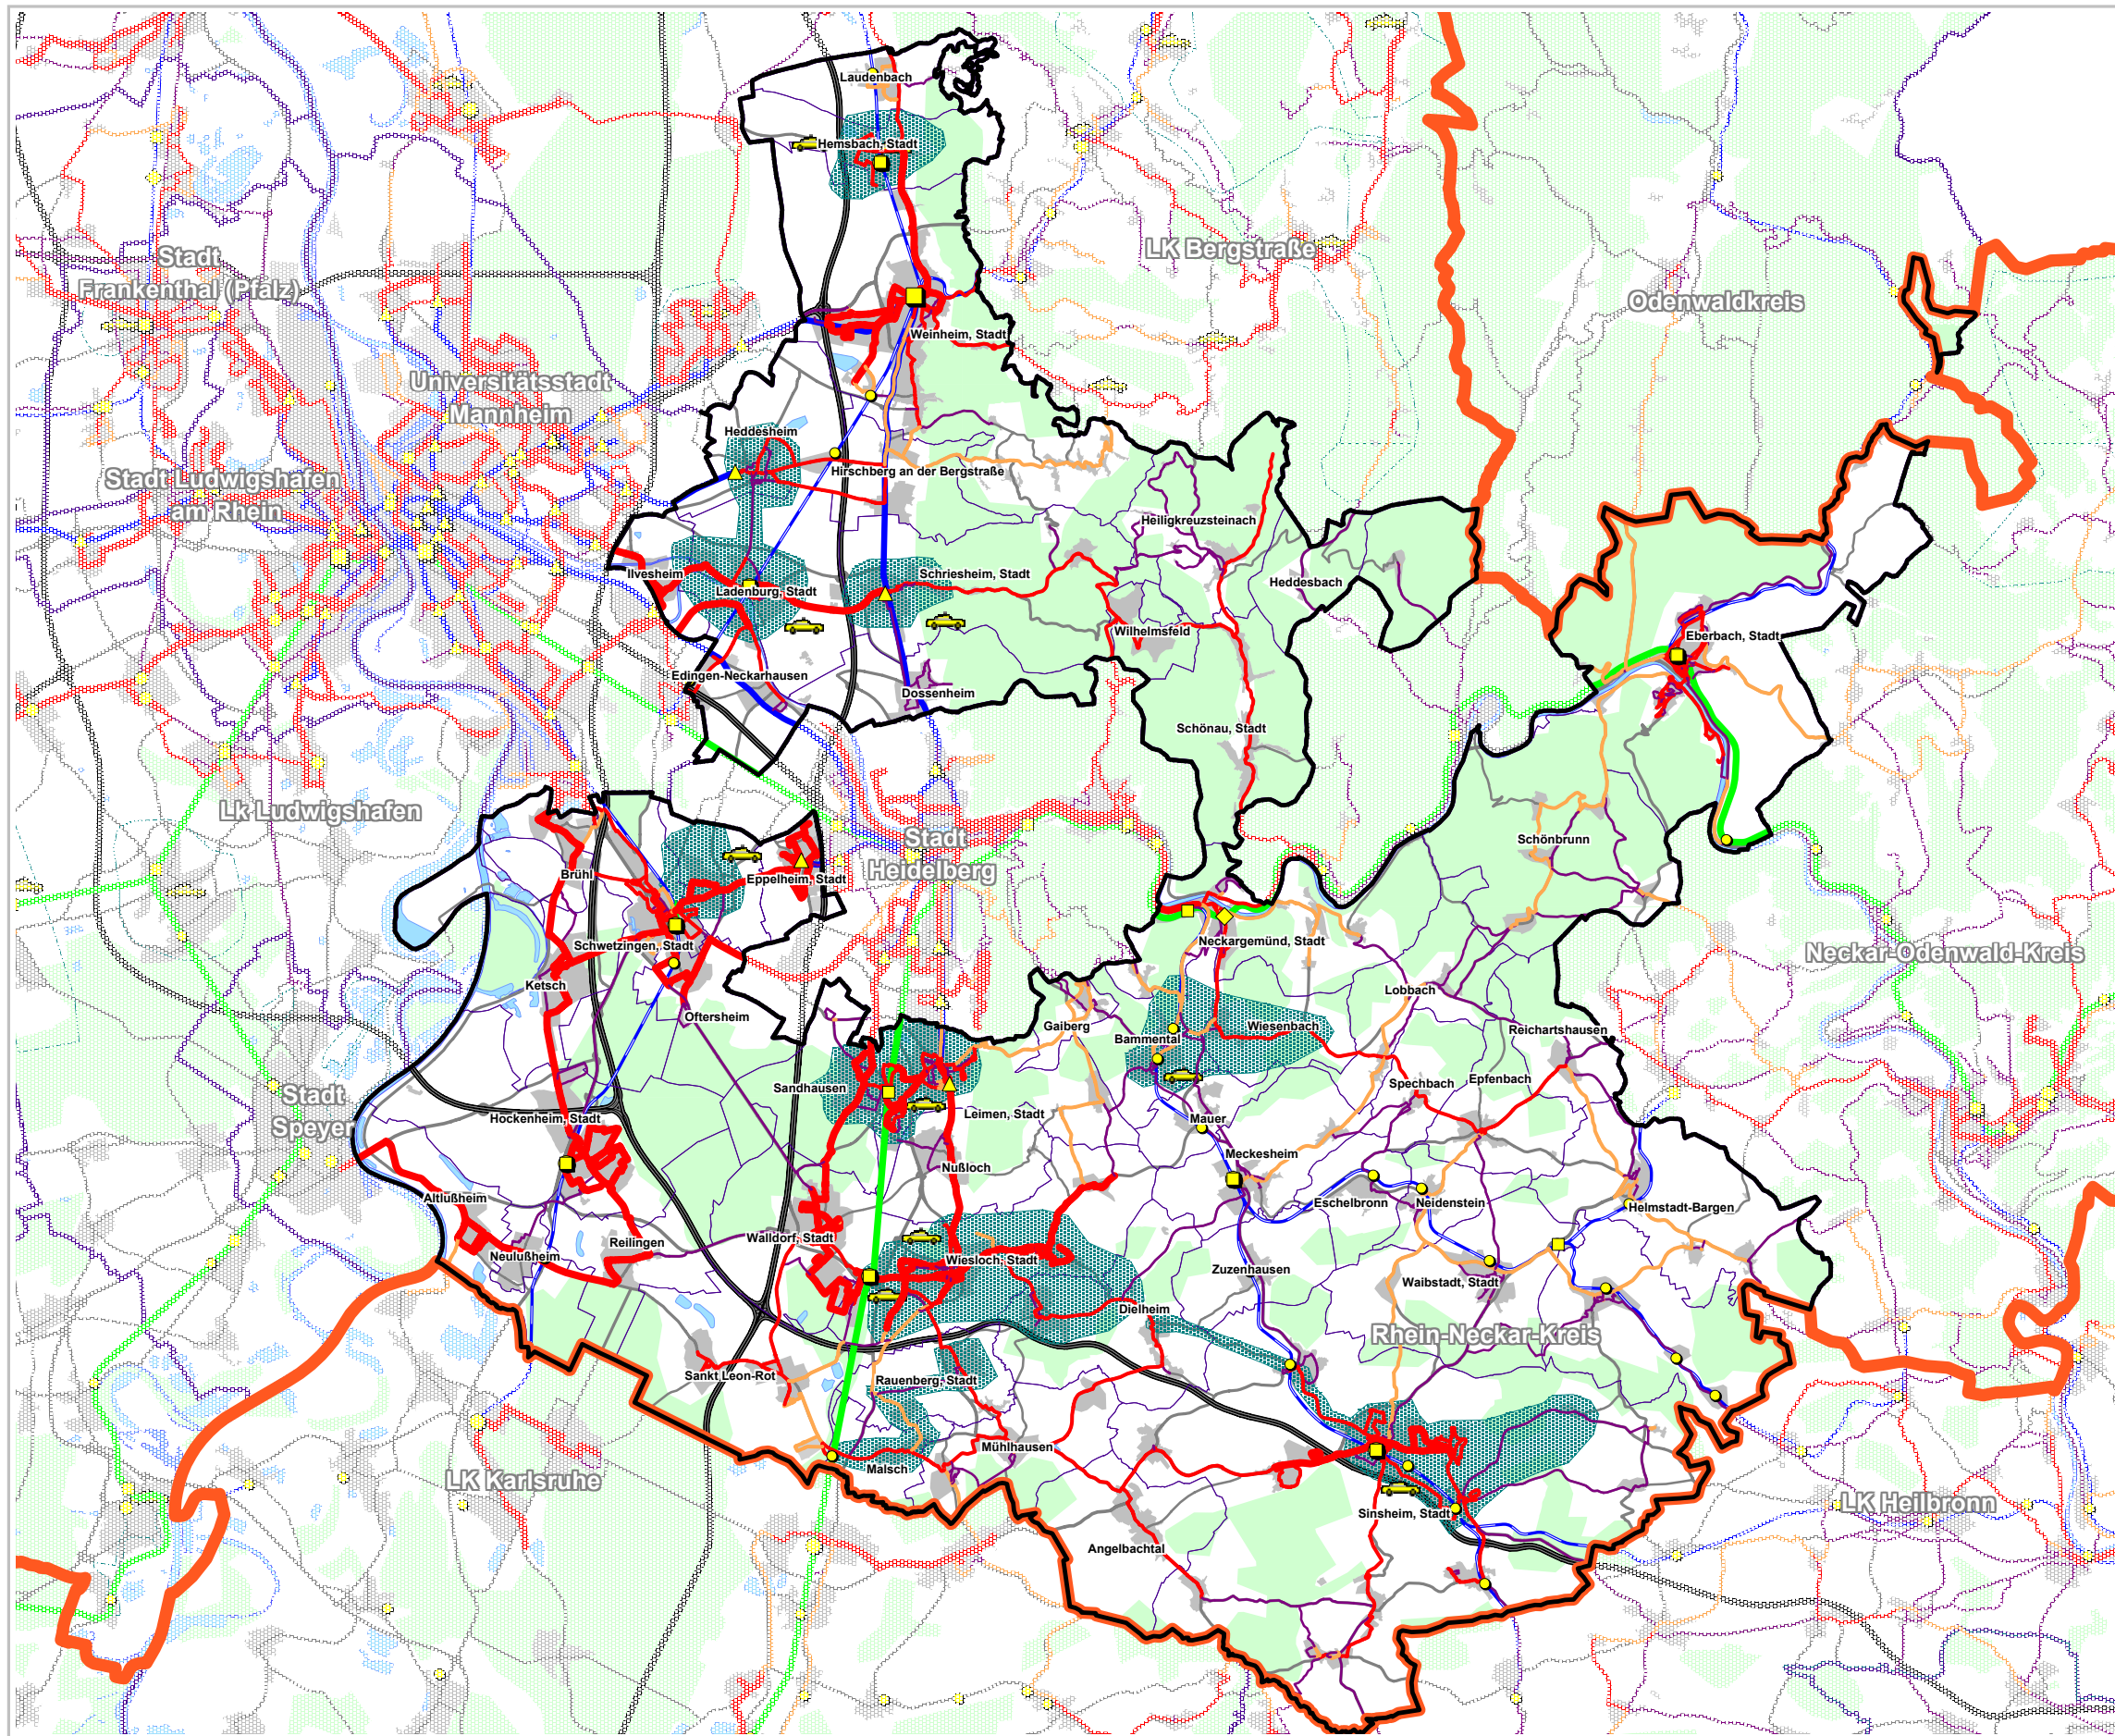 Laudenbach
Hemsbach, Stadt
LK Bergstraße
Stadt
Frankenthal (Pfalz)
Odenwaldkreis
Weinheim, Stadt
Universitätsstadt
Mannheim
Heddesheim
Hirschberg an der Bergstraße
Stadt Ludwigshafen
am Rhein
Heiligkreuzsteinach
Ilvesheim
Schriesheim, Stadt
Heddesbach
Ladenburg, Stadt
Wilhelmsfeld
Eberbach, Stadt
Edingen-Neckarhausen
Dossenheim
Schönau, Stadt
Lk Ludwigshafen
Schönbrunn
Stadt
Heidelberg
Brühl
Eppelheim, Stadt
Schwetzingen, Stadt
Neckargemünd, Stadt
Neckar-Odenwald-Kreis
Ketsch
Lobbach
Oftersheim
Gaiberg
Wiesenbach
Reichartshausen
Bammental
Sandhausen
Spechbach
Epfenbach
Stadt
Speyer
Hockenheim, Stadt
Leimen, Stadt
Mauer
Meckesheim
Nußloch
Altlußheim
Eschelbronn
Neidenstein
Helmstadt-Bargen
Reilingen
Walldorf, Stadt
Neulußheim
Wiesloch, Stadt
Zuzenhausen
Waibstadt, Stadt
Dielheim
Rhein-Neckar-Kreis
Sankt Leon-Rot
Rauenberg, Stadt
Mühlhausen
Malsch
LK Karlsruhe
LK Heilbronn
Sinsheim, Stadt
Angelbachtal